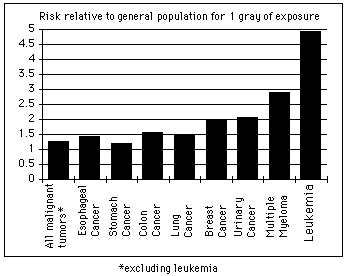 Risk relative to general population for 1 gray of exposure
5
4.5
4
3.5
3
2.5
2
1.5
1
0.5
0
All malignant
tumors*
Esophageal
Cancer
Stomach
Cancer
Colon
Cancer
Lung
Cancer
Breast
Cancer
Urinary
Cancer
Multiple
Myeloma
Leukemia
*excluding leukemia